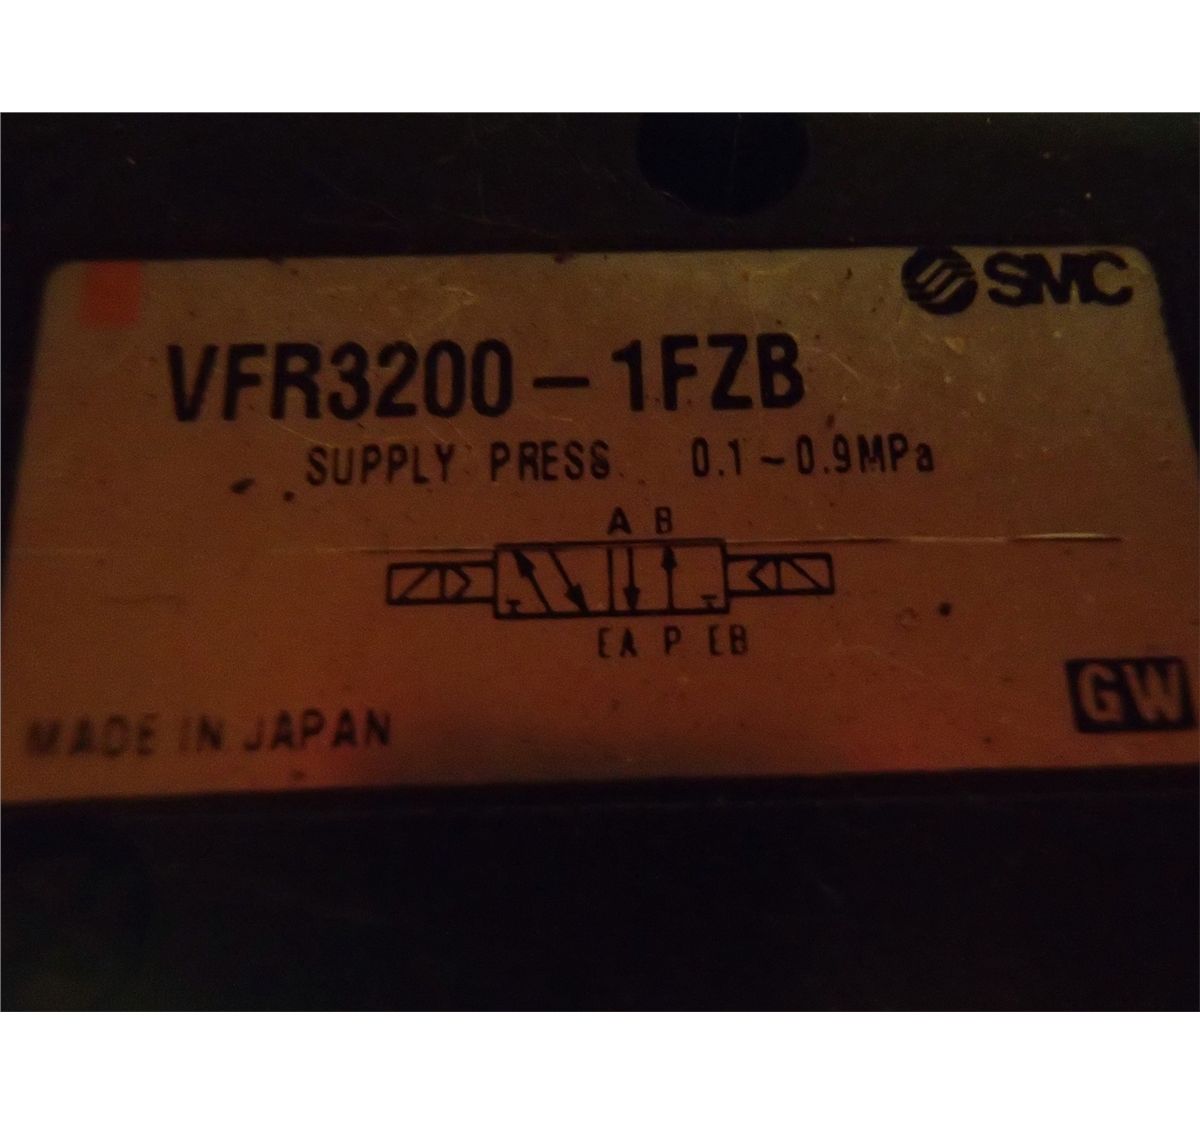 SMC
VFR3200-1FZB
SUPPLY PRESS. 0.1~0.9MPa
A B
EA P EB
GW
MADE IN JAPAN